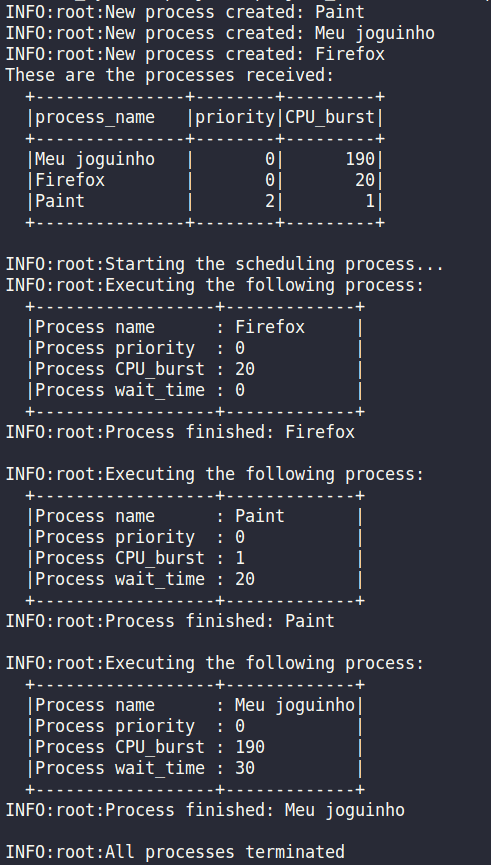 INFO:root:New process created: Paint
INFO:root:New process created: Meu joguinho
INFO:root:New process created: Firefox
These are the processes received:
  +---------------+--------+---------+
  |process_name   |priority|CPU_burst|
  +---------------+--------+---------+
  |Meu joguinho   |       0|      190|
  |Firefox        |       0|       20|
  |Paint          |       2|        1|
  +---------------+--------+---------+

INFO:root:Starting the scheduling process...
INFO:root:Executing the following process:
  +------------------+-------------+
  |Process name      : Firefox     |
  |Process priority  : 0           |
  |Process CPU_burst : 20          |
  |Process wait_time : 0           |
  +------------------+-------------+
INFO:root:Process finished: Firefox

INFO:root:Executing the following process:
  +------------------+-------------+
  |Process name      : Paint       |
  |Process priority  : 0           |
  |Process CPU_burst : 1           |
  |Process wait_time : 20          |
  +------------------+-------------+
INFO:root:Process finished: Paint

INFO:root:Executing the following process:
  +------------------+-------------+
  |Process name      : Meu joguinho|
  |Process priority  : 0           |
  |Process CPU_burst : 190         |
  |Process wait_time : 30          |
  +------------------+-------------+
INFO:root:Process finished: Meu joguinho

INFO:root:All processes terminated